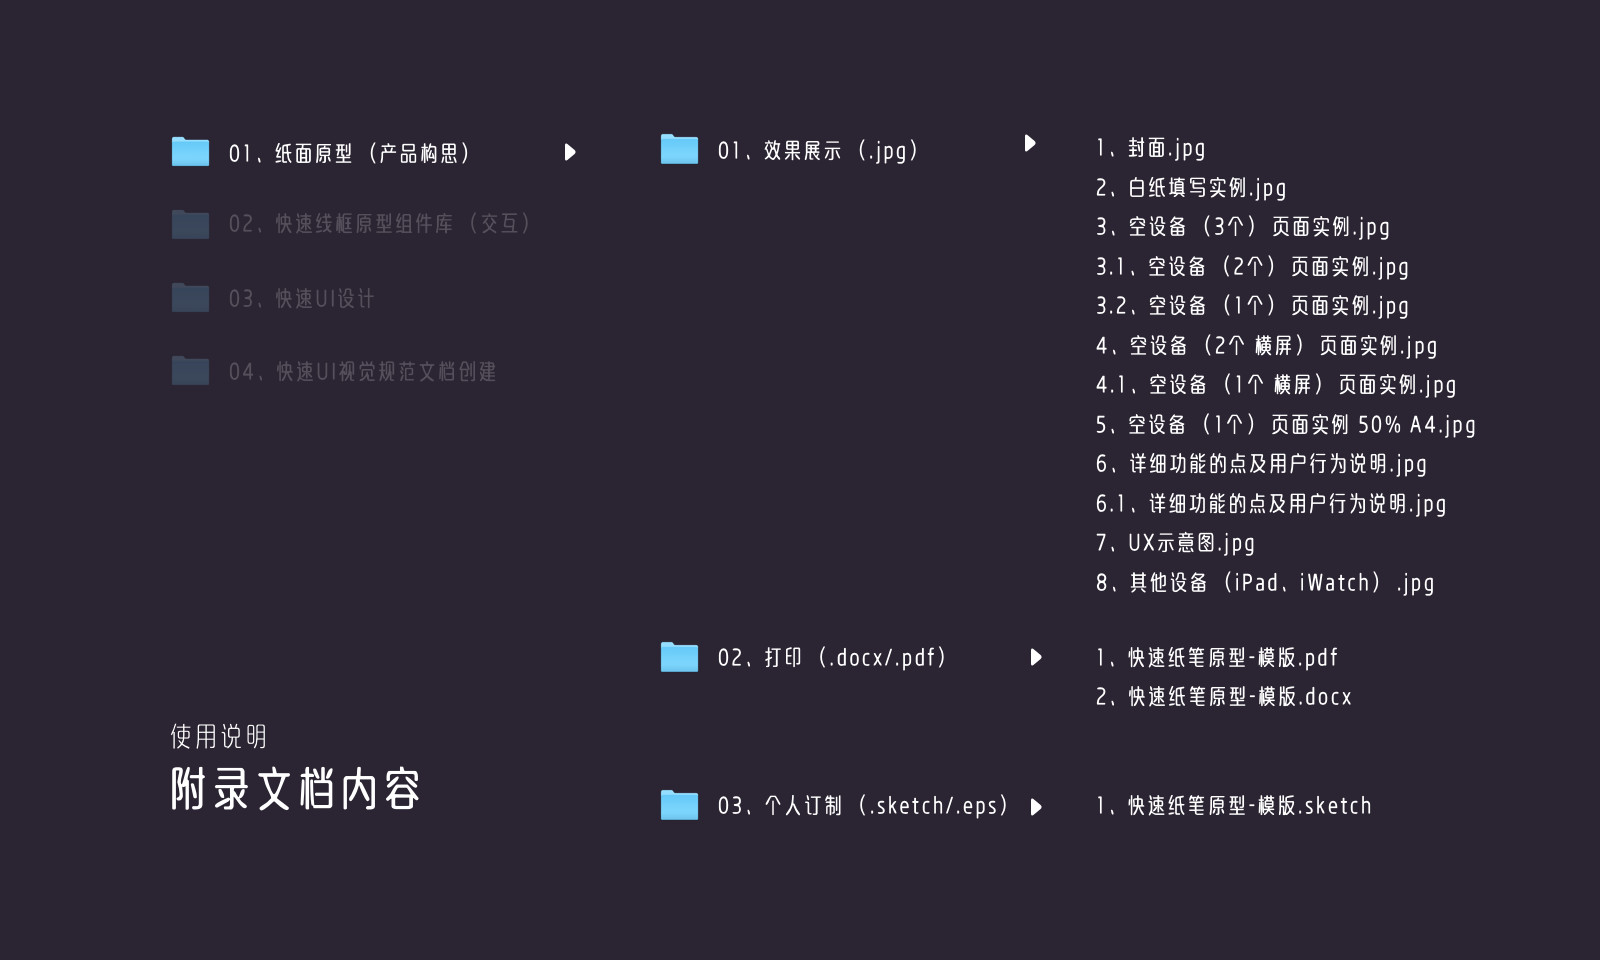 01、纸面原型（产品构思）
02、快速线框原型组件库（交互）
03、快速UI设计
04、快速UI视觉规范文档创建
使用说明
附录文档内容
01、效果展示（.jpg）
1、封面.jpg
2、白纸填写实例.jpg
3、空设备（3个）页面实例.jpg
3.1、空设备（2个）页面实例.jpg
3.2、空设备（1个）页面实例.jpg
4、空设备（2个 横屏）页面实例.jpg
4.1、空设备（1个 横屏）页面实例.jpg
5、空设备（1个）页面实例 50% A4.jpg
6、详细功能的点及用户行为说明.jpg
6.1、详细功能的点及用户行为说明.jpg
7、UX示意图.jpg
8、其他设备（iPad、iWatch）.jpg
02、打印（.docx/.pdf）
1、快速纸笔原型-模版.pdf
2、快速纸笔原型-模版.docx
03、个人订制（.sketch/.eps）
1、快速纸笔原型-模版.sketch